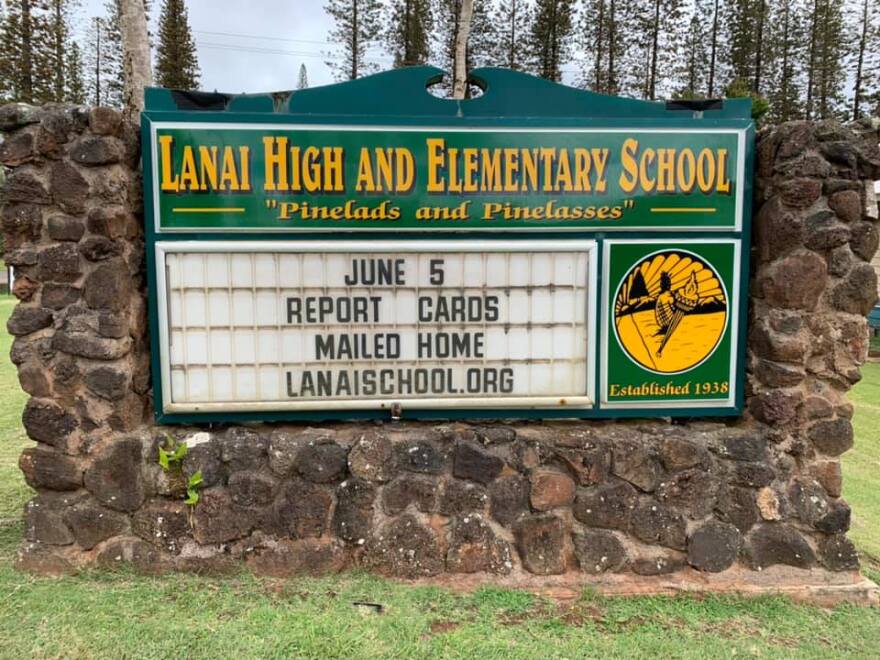 LANAI HIGH AND ELEMENTARY SCHOOL
"Pinelads and Pinelasses"
JUNE 5
REPORT CARDS
MAILED HOME
LANAISCHOOL.ORG
Established 1938